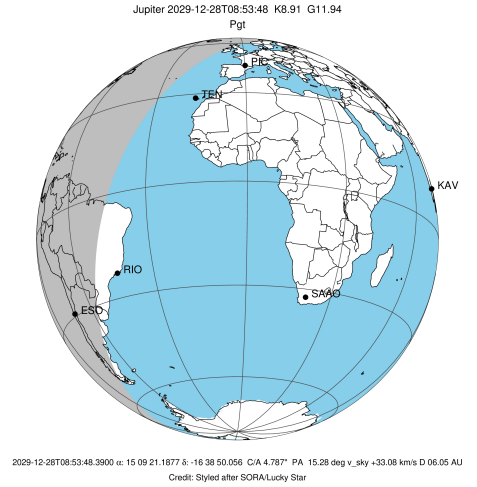 Jupiter 2029-12-28T08:53:48 K8.91 G11.94
Pgt
PIC
TEN
KAV
RIO
SAAO
ESO
2029-12-28T08:53:48.3900 α: 15 09 21.1877 δ: -16 38 50.056 C/A 4.787" PA 15.28 deg v_sky +33.08 km/s D 06.05 AU
Credit: Styled after SORA/Lucky Star